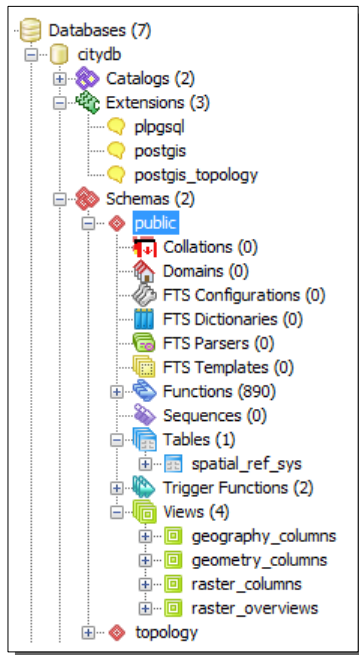 Databases (7)
citydb
Catalogs (2)
Extensions (3)
plpgsql
postgis
postgis_topology
Schemas (2)
public
Collations (0)
Domains (0)
FTS Configurations (0)
FTS Dictionaries (0)
FTS Parsers (0)
FTS Templates (0)
Functions (890)
Sequences (0)
Tables (1)
spatial_ref_sys
Trigger Functions (2)
Views (4)
geography_columns
geometry_columns
raster_columns
raster_overviews
topology